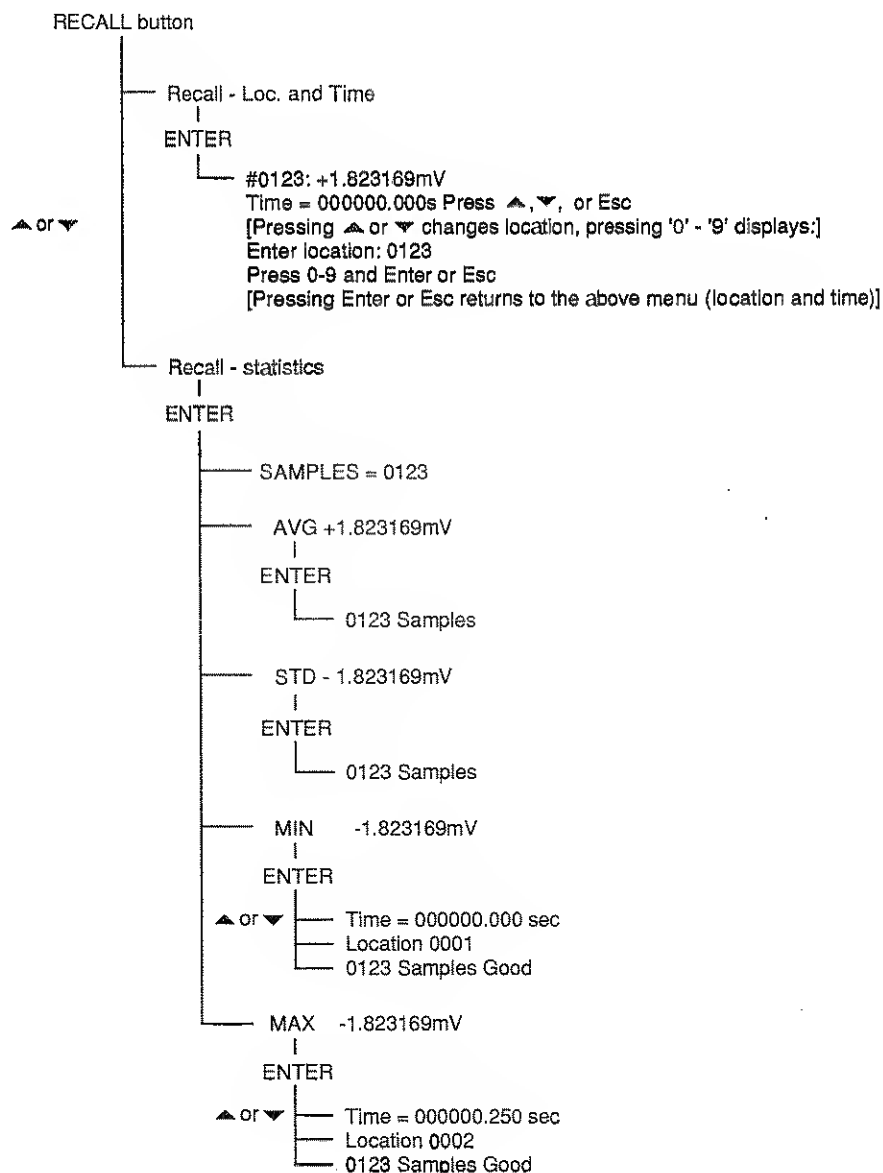 RECALL button
Recall - Loc. and Time
ENTER
#0123: +1.823169mV
Time = 000000.000s Press ▲,▼, or Esc
▲ or ▼
[Pressing ▲ or ▼ changes location, pressing '0' - '9' displays:]
Enter location: 0123
Press 0-9 and Enter or Esc
[Pressing Enter or Esc returns to the above menu (location and time)]
Recall - statistics
ENTER
SAMPLES = 0123
AVG +1.823169mV
ENTER
0123 Samples
STD - 1.823169mV
ENTER
0123 Samples
MIN -1.823169mV
ENTER
▲ or ▼
Time = 000000.000 sec
Location 0001
0123 Samples Good
MAX -1.823169mV
ENTER
▲ or ▼
Time = 000000.250 sec
Location 0002
0123 Samples Good